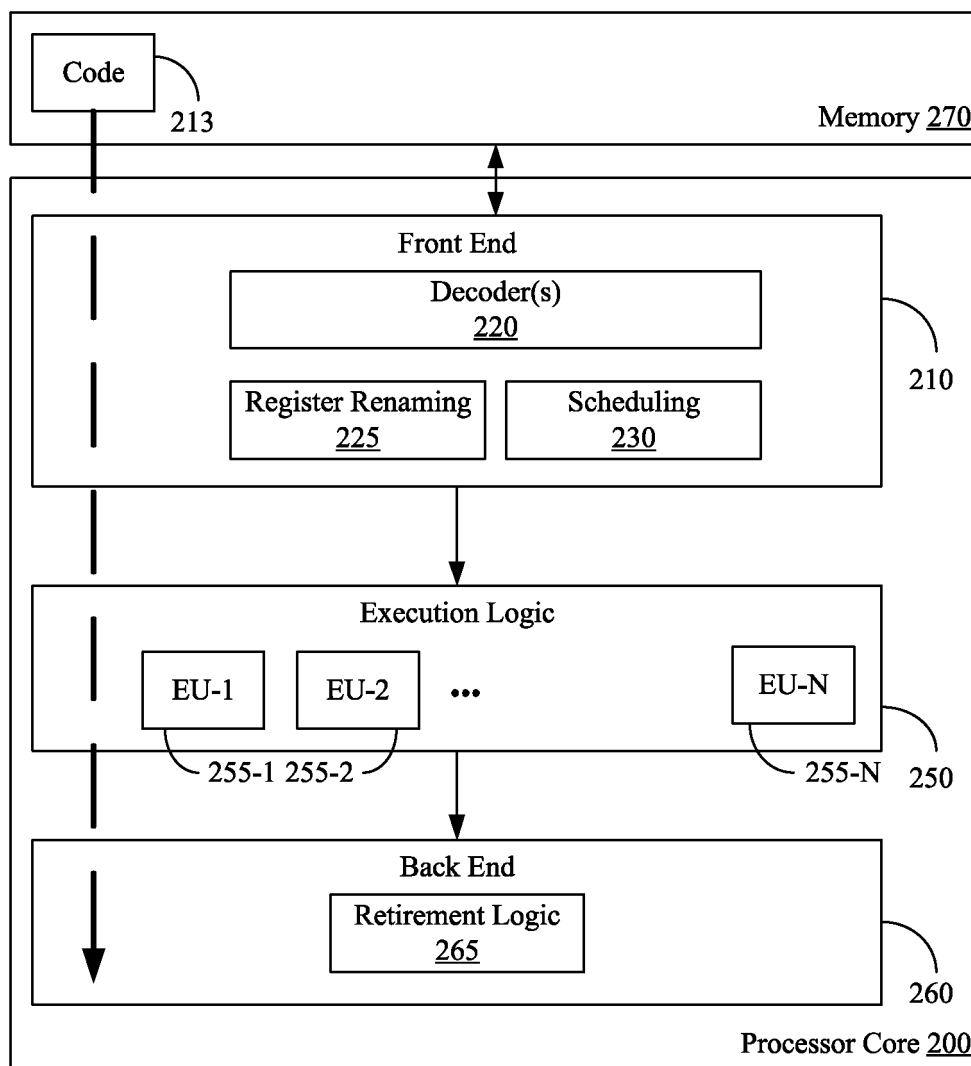 Code
213
Memory 270
Front End
Decoder(s)
220
210
Register Renaming
225
Scheduling
230
Execution Logic
EU-1
EU-2
...
EU-N
255-1
255-2
255-N
250
Back End
Retirement Logic
265
260
Processor Core 200